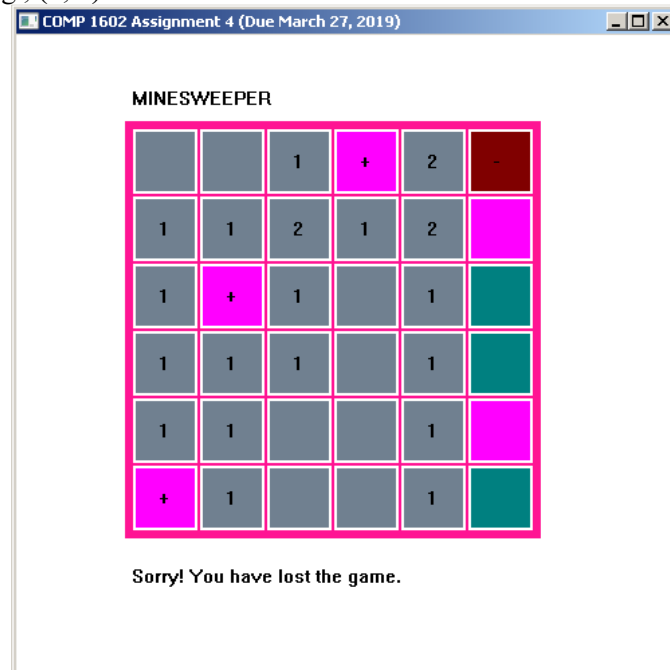 COMP 1602 Assignment 4 (Due March 27, 2019)
MINESWEEPER
1 + 2 -
1 1 2 1 2
1 + 1 1
1 1 1 1
1 1 1
+ 1 1
Sorry! You have lost the game.